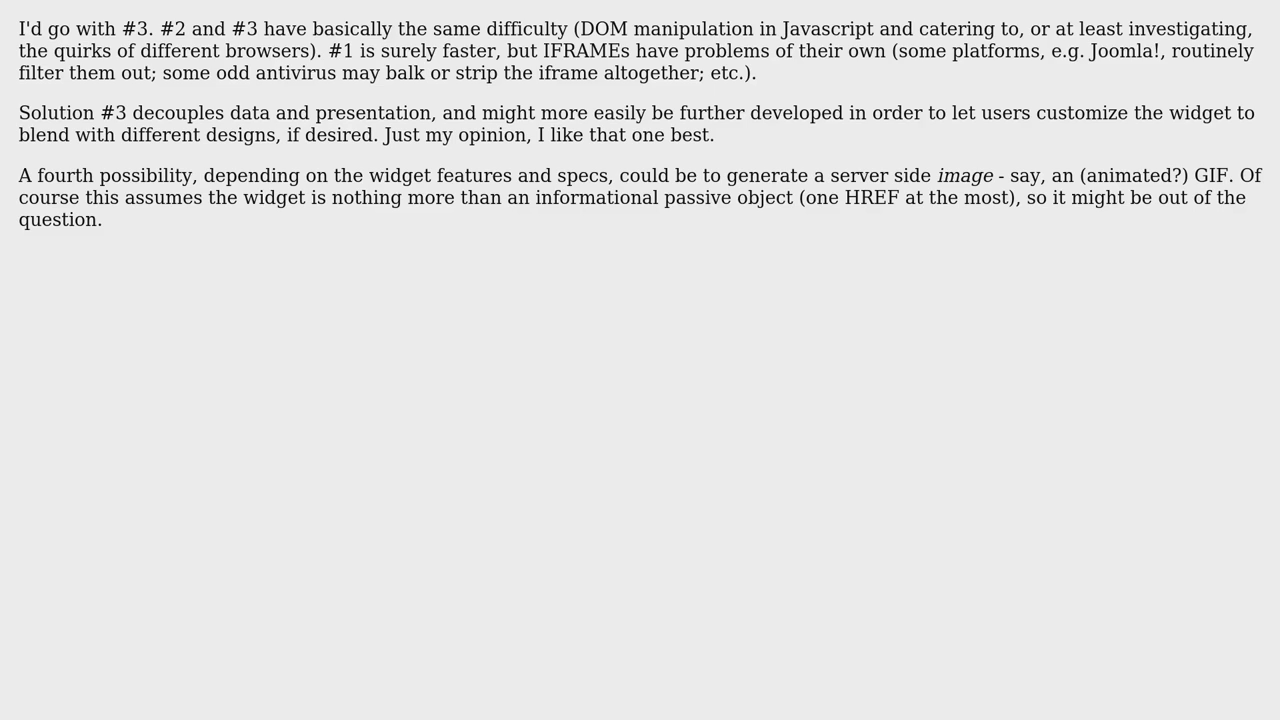 I'd go with #3. #2 and #3 have basically the same difficulty (DOM manipulation in Javascript and catering to, or at least investigating,
the quirks of different browsers). #1 is surely faster, but IFRAMEs have problems of their own (some platforms, e.g. Joomla!, routinely
filter them out; some odd antivirus may balk or strip the iframe altogether; etc.).
Solution #3 decouples data and presentation, and might more easily be further developed in order to let users customize the widget to
blend with different designs, if desired. Just my opinion, I like that one best.
A fourth possibility, depending on the widget features and specs, could be to generate a server side image - say, an (animated?) GIF. Of
course this assumes the widget is nothing more than an informational passive object (one HREF at the most), so it might be out of the
question.